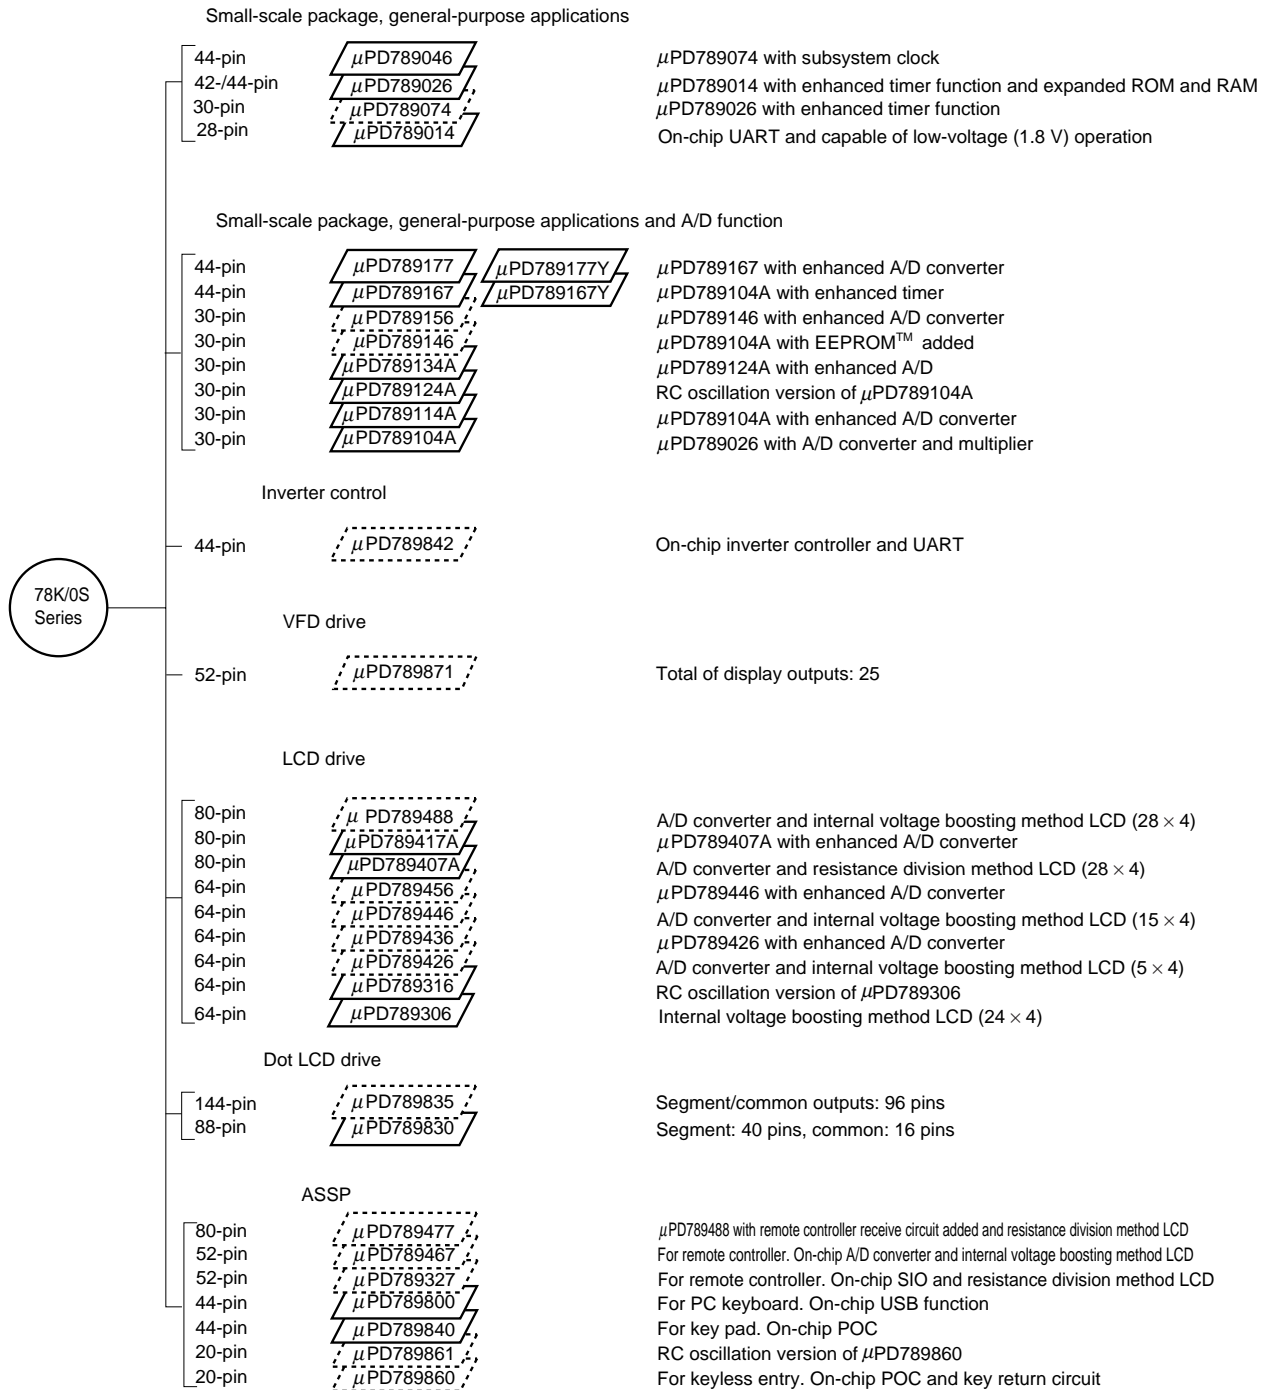 Small-scale package, general-purpose applications
44-pin μPD789046 μPD789074 with subsystem clock
42-/44-pin μPD789026 μPD789014 with enhanced timer function and expanded ROM and RAM
30-pin μPD789074 μPD789026 with enhanced timer function
28-pin μPD789014 On-chip UART and capable of low-voltage (1.8 V) operation
Small-scale package, general-purpose applications and A/D function
44-pin μPD789177 μPD789177Y μPD789167 with enhanced A/D converter
44-pin μPD789167 μPD789167Y μPD789104A with enhanced timer
30-pin μPD789156 μPD789146 with enhanced A/D converter
30-pin μPD789146 μPD789104A with EEPROM™ added
30-pin μPD789134A μPD789124A with enhanced A/D
30-pin μPD789124A RC oscillation version of μPD789104A
30-pin μPD789114A μPD789104A with enhanced A/D converter
30-pin μPD789104A μPD789026 with A/D converter and multiplier
Inverter control
44-pin μPD789842 On-chip inverter controller and UART
78K/0S
Series
VFD drive
52-pin μPD789871 Total of display outputs: 25
LCD drive
80-pin μ PD789488 A/D converter and internal voltage boosting method LCD (28 × 4)
80-pin μPD789417A μPD789407A with enhanced A/D converter
80-pin μPD789407A A/D converter and resistance division method LCD (28 × 4)
64-pin μPD789456 μPD789446 with enhanced A/D converter
64-pin μPD789446 A/D converter and internal voltage boosting method LCD (15 × 4)
64-pin μPD789436 μPD789426 with enhanced A/D converter
64-pin μPD789426 A/D converter and internal voltage boosting method LCD (5 × 4)
64-pin μPD789316 RC oscillation version of μPD789306
64-pin μPD789306 Internal voltage boosting method LCD (24 × 4)
Dot LCD drive
144-pin μPD789835 Segment/common outputs: 96 pins
88-pin μPD789830 Segment: 40 pins, common: 16 pins
ASSP
80-pin μPD789477 μPD789488 with remote controller receive circuit added and resistance division method LCD
52-pin μPD789467 For remote controller. On-chip A/D converter and internal voltage boosting method LCD
52-pin μPD789327 For remote controller. On-chip SIO and resistance division method LCD
44-pin μPD789800 For PC keyboard. On-chip USB function
44-pin μPD789840 For key pad. On-chip POC
20-pin μPD789861 RC oscillation version of μPD789860
20-pin μPD789860 For keyless entry. On-chip POC and key return circuit